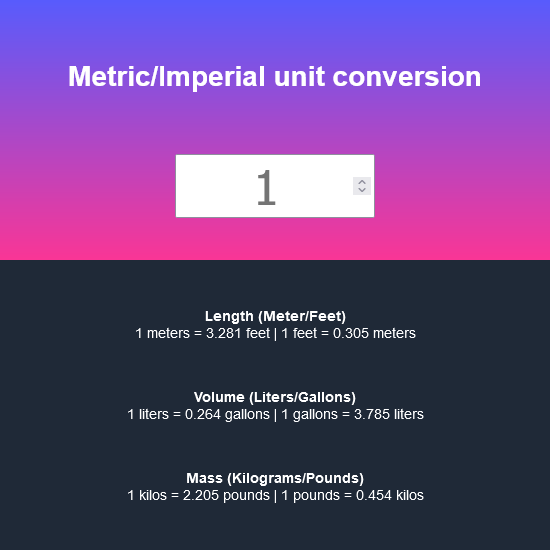 Metric/Imperial unit conversion
1
Length (Meter/Feet)
1 meters = 3.281 feet | 1 feet = 0.305 meters
Volume (Liters/Gallons)
1 liters = 0.264 gallons | 1 gallons = 3.785 liters
Mass (Kilograms/Pounds)
1 kilos = 2.205 pounds | 1 pounds = 0.454 kilos